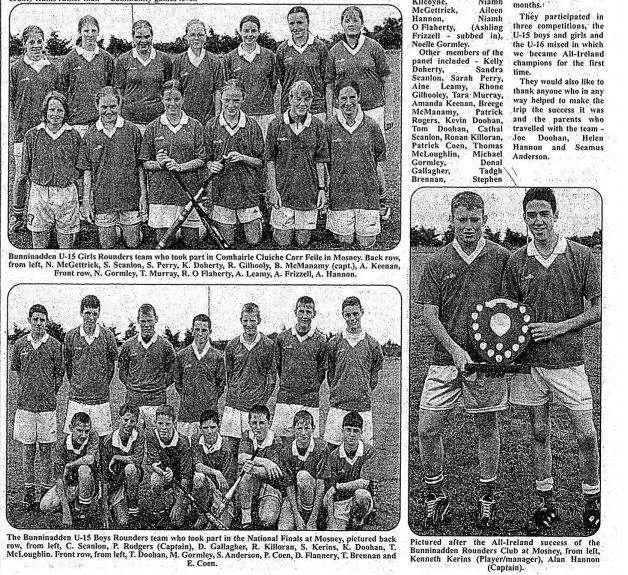 Kilcoyne, Niamh
McGettrick, Aileen
Hannon, Niamh
O Flaherty, (Ashling
Frizzell - subbed in),
Noelle Gormley.
Other members of the
panel included - Kelly
Doherty, Sandra
Scanlon, Sarah Perry,
Aine Leamy, Rhone
Gilhooley, Tara Murray,
Amanda Keenan, Breege
McManamy, Patrick
Rogers, Kevin Doohan,
Tom Doohan, Cathal
Scanlon, Ronan Killoran,
Patrick Coen, Thomas
McLoughlin, Michael
Gormley, Donal
Gallagher, Tadgh
Brennan, Stephen
months.
They participated in
three competitions, the
U-15 boys and girls and
the U-16 mixed in which
we became All-Ireland
champions for the first
time.
They would also like to
thank anyone who in any
way helped to make the
trip the success it was
and the parents who
travelled with the team -
Joe Doohan, Helen
Hannon and Seamus
Anderson.
Bunninadden U-15 Girls Rounders team who took part in Comhairle Cluiche Corr Feile in Mosney. Back row,
from left, N. McGettrick, S. Scanlon, S. Perry, K. Doherty, R. Gilhooly, B. McManamy (capt.), A. Keenan,
Front row, N. Gormley, T. Murray, R. O Flaherty, A. Leamy, A. Frizzell, A. Hannon.
The Bunninadden U-15 Boys Rounders team who took part in the National Finals at Mosney, pictured back
row, from left, C. Scanlon, P. Rodgers (Captain), D. Gallagher, R. Killoran, S. Kerins, K. Doohan, T.
McLoughlin. Front row, from left, T. Doohan, M. Gormley, S. Anderson, P. Coen, D. Flannery, T. Brennan and
E. Coen.
Pictured after the All-Ireland success of the
Bunninadden Rounders Club at Mosney, from left,
Kenneth Kerins (Player/manager), Alan Hannon
(Captain).